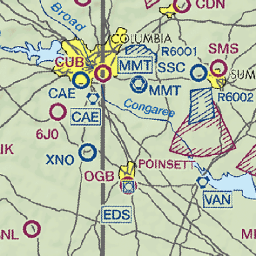 CDN
Broad
COLUMBIA
R6001
SMS
CUB
MMT
SSC
SUM
CAE
MMT
R6002
Congaree
CAE
6J0
IK
XNO
POINSETT
OGB
VAN
EDS
NL
M